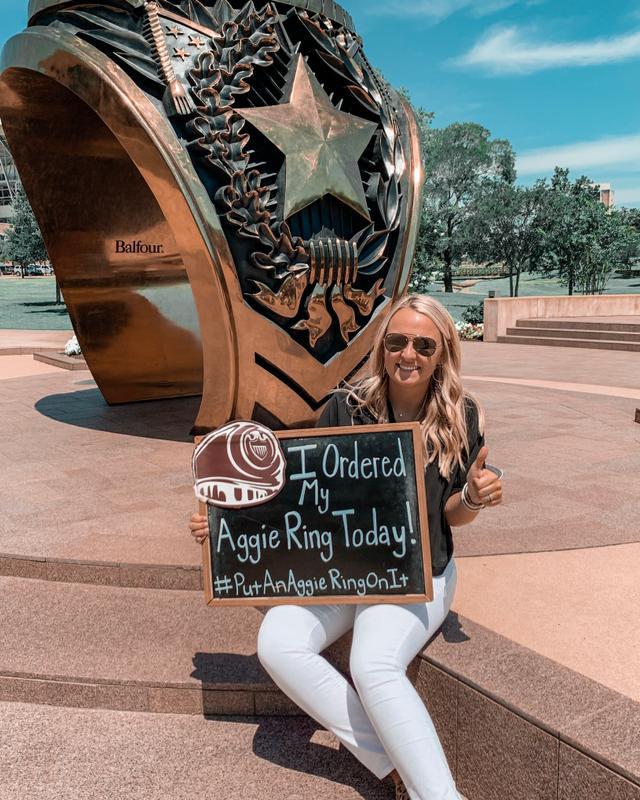 Balfour.
I Ordered
My
Aggie Ring Today!
#PutAnAggieRingOnIt